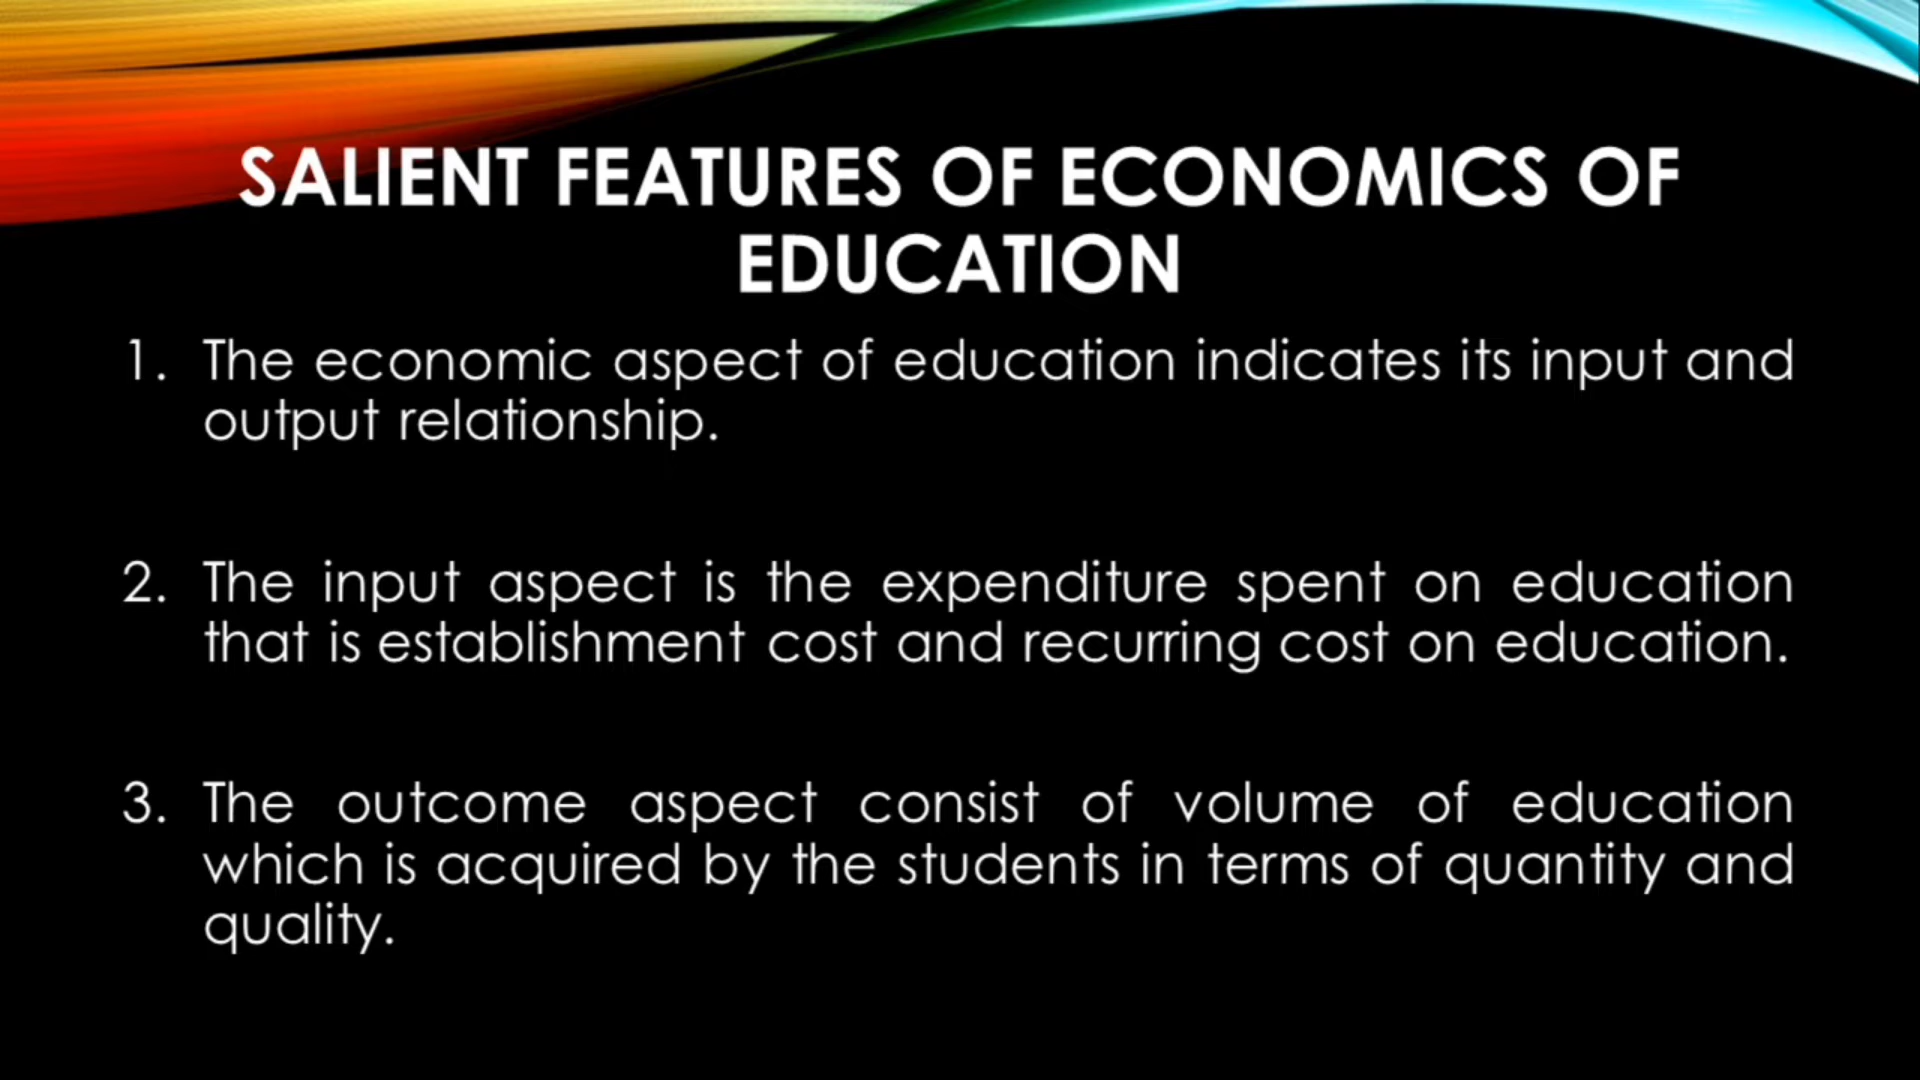 SALIENT FEATURES OF ECONOMICS OF
EDUCATION
1. The economic aspect of education indicates its input and
output relationship.
2. The input aspect is the expenditure spent on education
that is establishment cost and recurring cost on education.
3. The outcome aspect consist of volume of education
which is acquired by the students in terms of quantity and
quality.